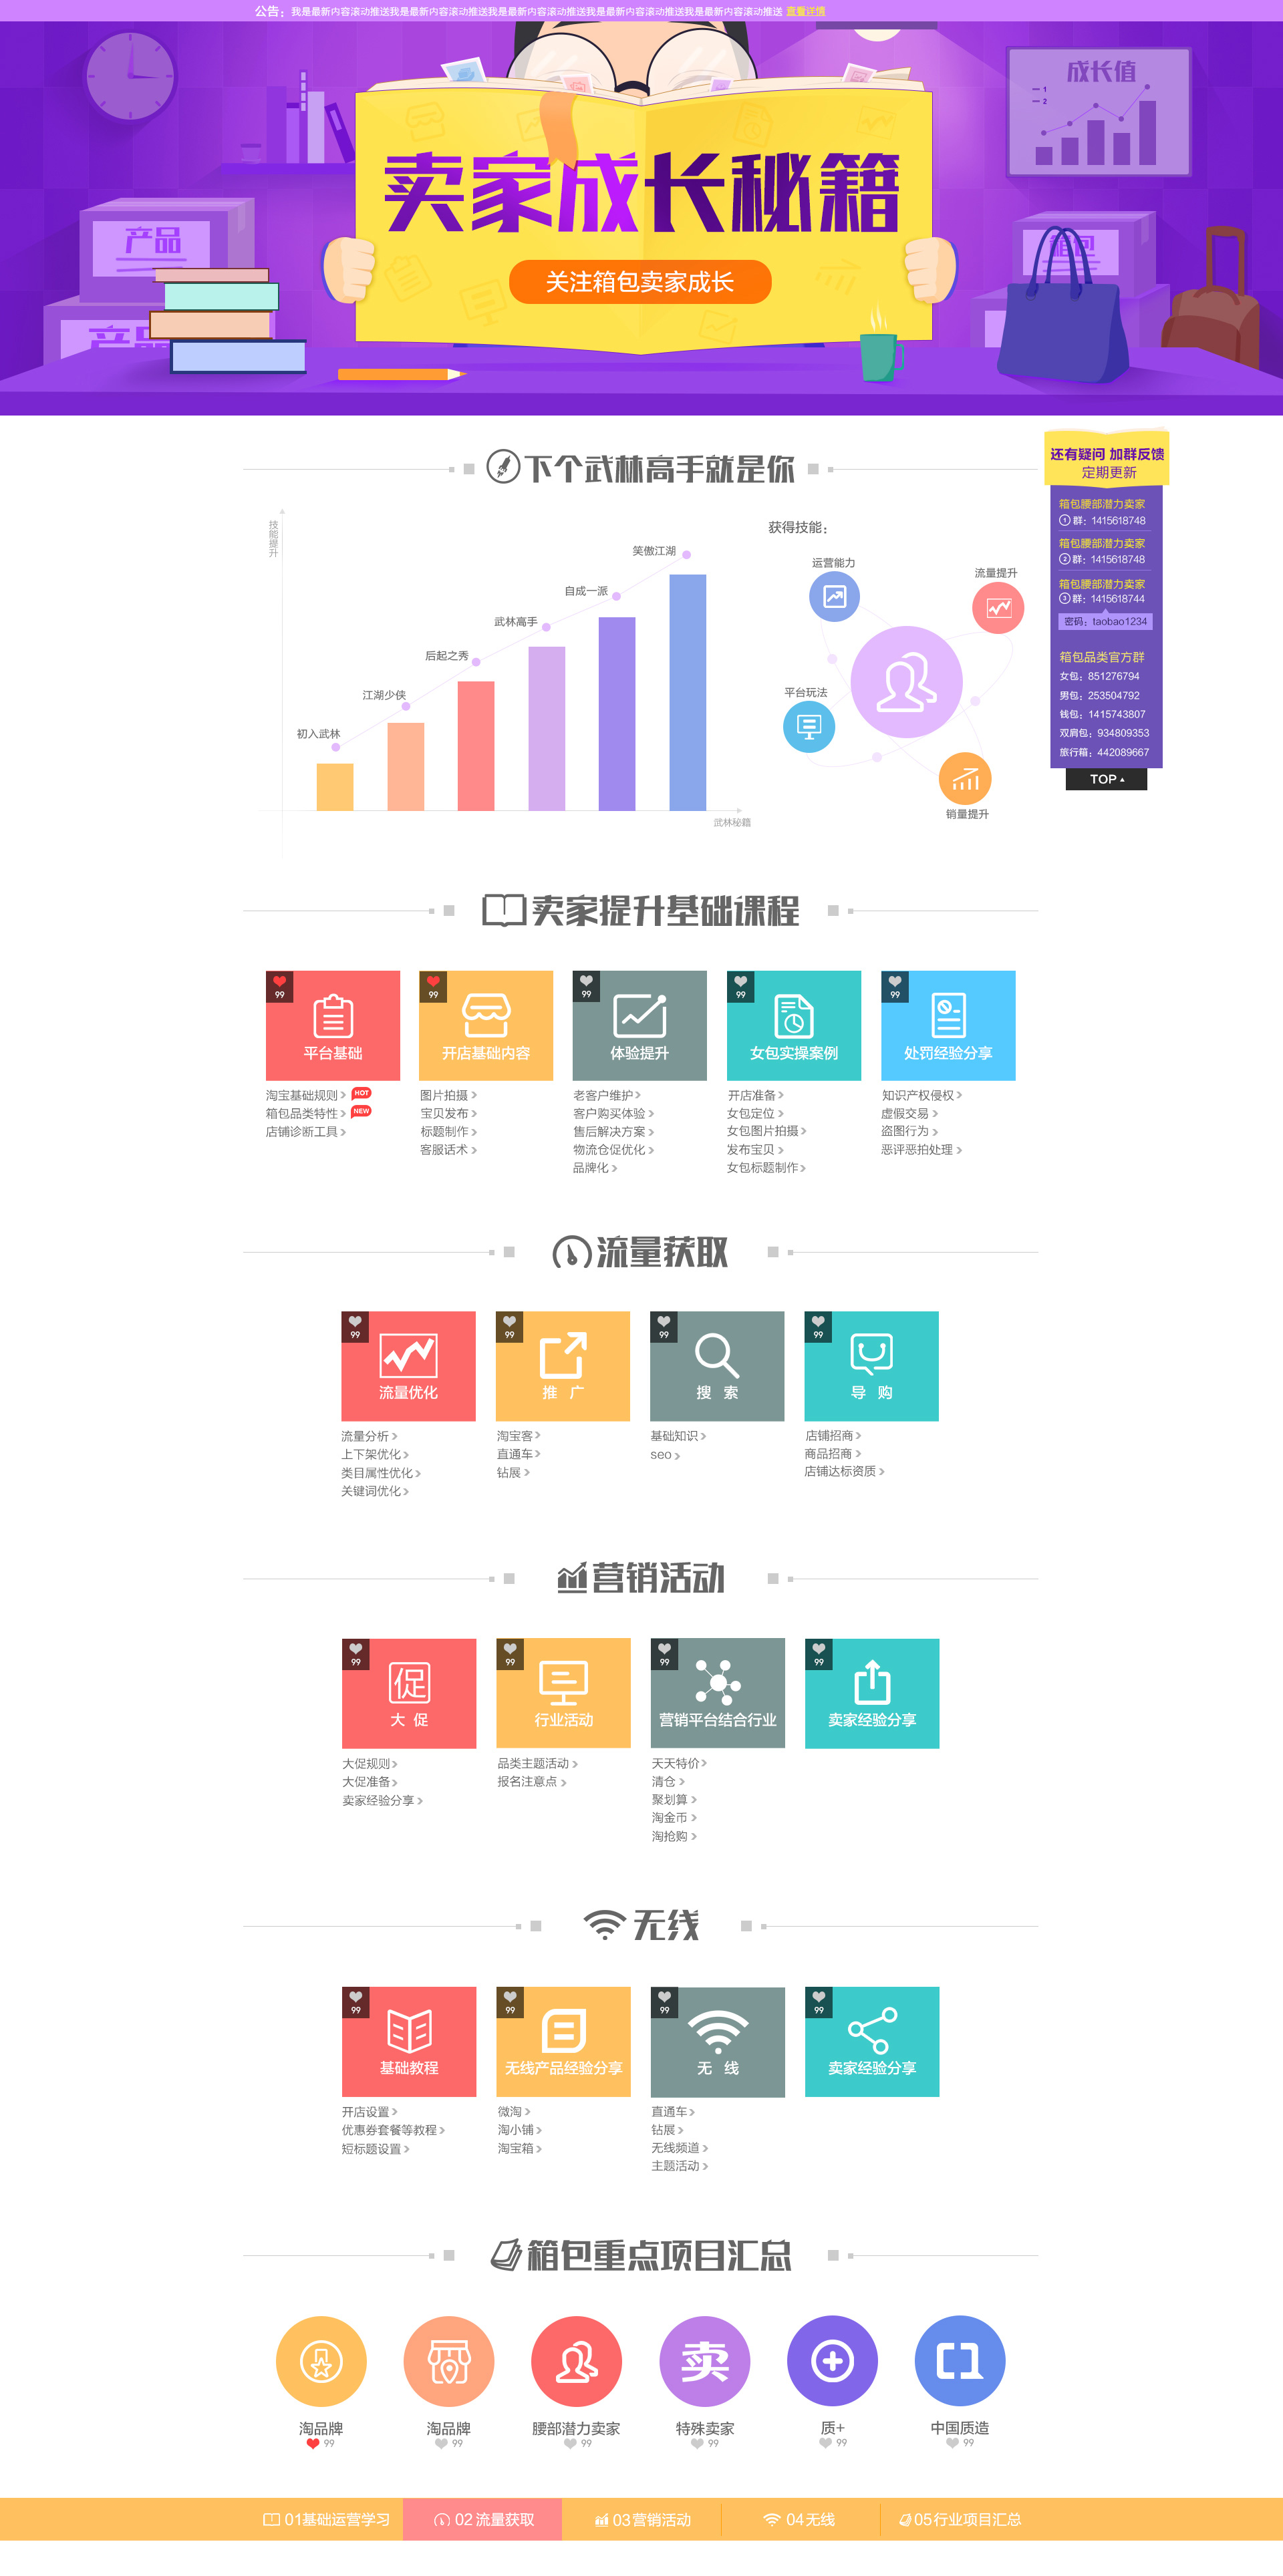 公告：我是最新内容滚动推送我是最新内容滚动推送我是最新内容滚动推送我是最新内容滚动推送我是最新内容滚动推送 查看详情
成长值
1
2
卖家成长秘籍
关注箱包卖家成长
产品
产品
箱包
下个武林高手就是你
技能提升
初入武林
江湖少侠
后起之秀
武林高手
自成一派
笑傲江湖
武林秘籍
获得技能：
运营能力
流量提升
平台玩法
销量提升
还有疑问 加群反馈
定期更新
箱包腰部潜力卖家
1 群：1415618748
箱包腰部潜力卖家
2 群：1415618748
箱包腰部潜力卖家
3 群：1415618744
密码：taobao1234
箱包品类官方群
女包：851276794
男包：253504792
钱包：1415743807
双肩包：934809353
旅行箱：442089667
TOP
卖家提升基础课程
99
平台基础
淘宝基础规则 HOT
箱包品类特性 NEW
店铺诊断工具
99
开店基础内容
图片拍摄
宝贝发布
标题制作
客服话术
99
体验提升
老客户维护
客户购买体验
售后解决方案
物流仓促优化
品牌化
99
女包实操案例
开店准备
女包定位
女包图片拍摄
发布宝贝
女包标题制作
99
处罚经验分享
知识产权侵权
虚假交易
盗图行为
恶评恶拍处理
流量获取
99
流量优化
流量分析
上下架优化
类目属性优化
关键词优化
99
推 广
淘宝客
直通车
钻展
99
搜 索
基础知识
seo
99
导 购
店铺招商
商品招商
店铺达标资质
营销活动
99
促
大 促
大促规则
大促准备
卖家经验分享
99
行业活动
品类主题活动
报名注意点
99
营销平台结合行业
天天特价
清仓
聚划算
淘金币
淘抢购
99
卖家经验分享
无线
99
基础教程
开店设置
优惠券套餐等教程
短标题设置
99
无线产品经验分享
微淘
淘小铺
淘宝箱
99
无 线
直通车
钻展
无线频道
主题活动
99
卖家经验分享
箱包重点项目汇总
淘品牌
99
淘品牌
99
腰部潜力卖家
99
卖
特殊卖家
99
质+
99
中国质造
99
01基础运营学习
02 流量获取
03营销活动
04无线
05行业项目汇总